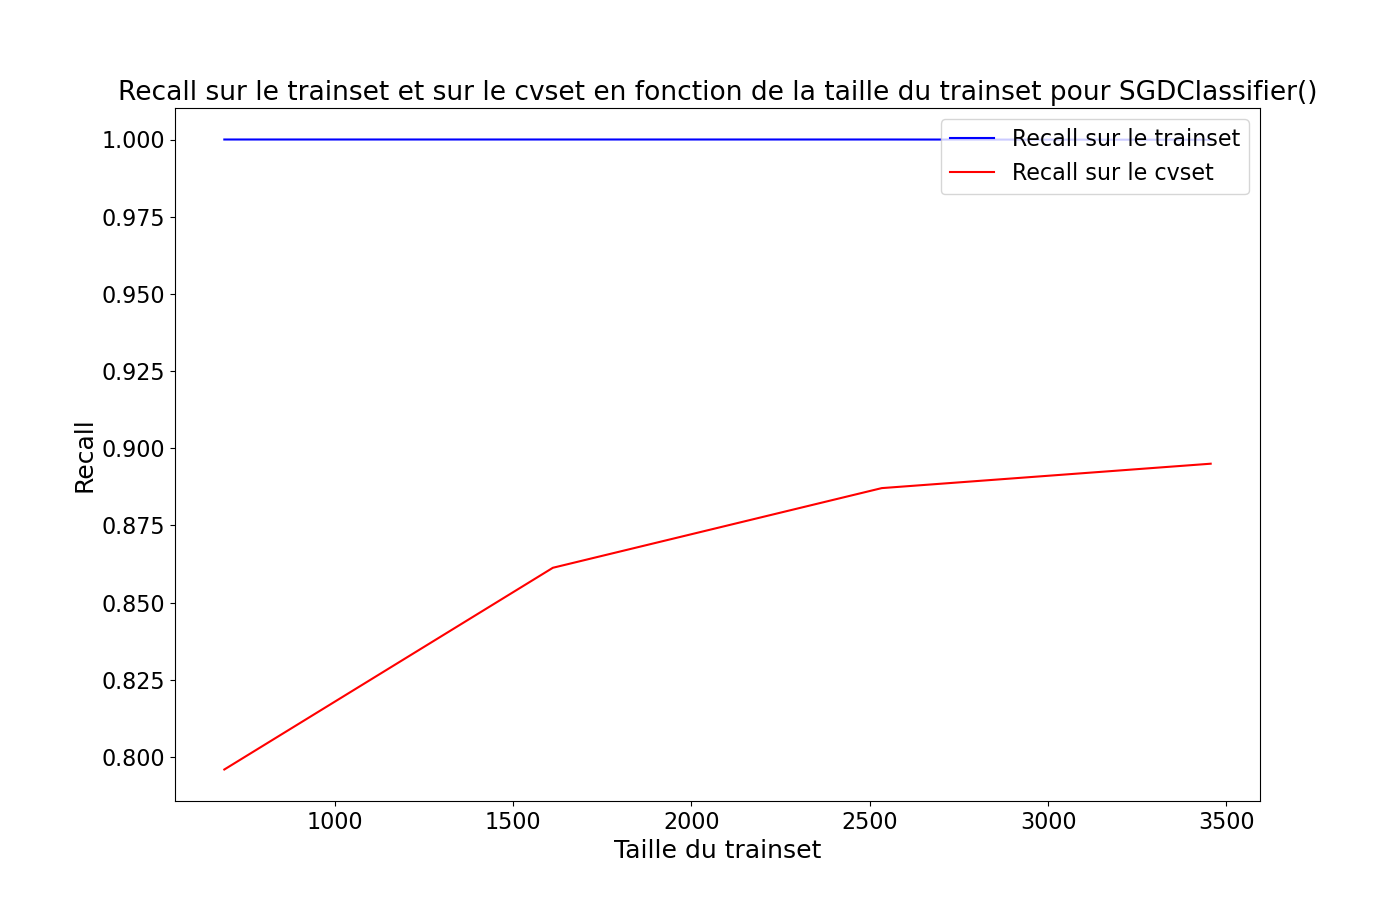 Recall sur le trainset et sur le cvset en fonction de la taille du trainset pour SGDClassifier()
Recall sur le trainset
Recall sur le cvset
1.000
0.975
0.950
0.925
0.900
0.875
0.850
0.825
0.800
Recall
1000 1500 2000 2500 3000 3500
Taille du trainset